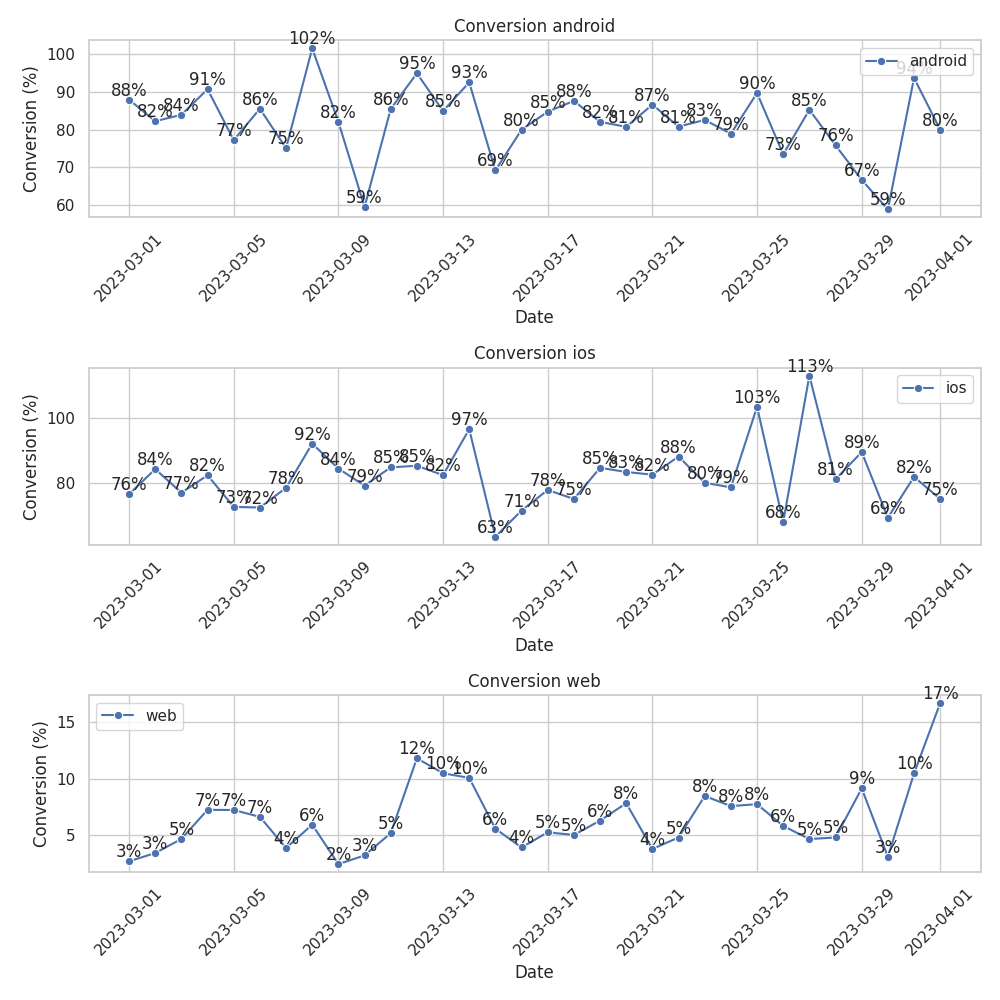 Conversion android
Conversion (%)
100
90
80
70
60
88% 82% 84% 91% 77% 86% 75% 102% 82% 59% 86% 95% 85% 93% 69% 80% 85% 88% 82% 81% 87% 81% 83% 79% 90% 73% 85% 76% 67% 59% 94% 80%
android
2023-03-01 2023-03-05 2023-03-09 2023-03-13 2023-03-17 2023-03-21 2023-03-25 2023-03-29 2023-04-01
Date
Conversion ios
Conversion (%)
100
80
76% 84% 77% 82% 73% 72% 78% 92% 84% 79% 85% 85% 82% 97% 63% 71% 78% 75% 85% 83% 82% 88% 80% 79% 103% 68% 113% 81% 89% 69% 82% 75%
ios
2023-03-01 2023-03-05 2023-03-09 2023-03-13 2023-03-17 2023-03-21 2023-03-25 2023-03-29 2023-04-01
Date
Conversion web
Conversion (%)
15
10
5
3% 3% 5% 7% 7% 7% 4% 6% 2% 3% 5% 12% 10% 10% 6% 4% 5% 5% 6% 8% 4% 5% 8% 8% 8% 6% 5% 5% 9% 3% 10% 17%
web
2023-03-01 2023-03-05 2023-03-09 2023-03-13 2023-03-17 2023-03-21 2023-03-25 2023-03-29 2023-04-01
Date